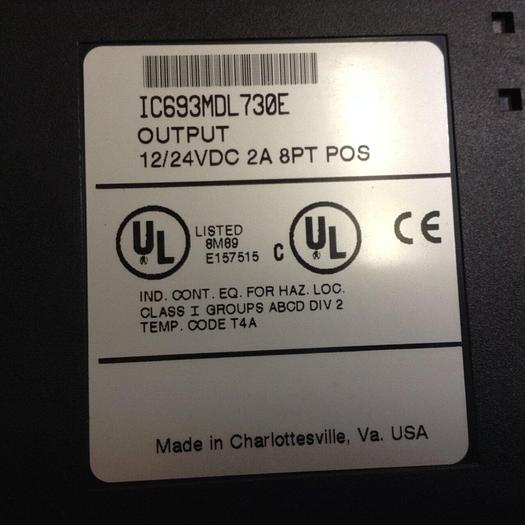 IC693MDL730E
OUTPUT
12/24VDC 2A 8PT POS
UL
LISTED
8M89
E157515
C UL
CE
IND. CONT. EQ. FOR HAZ. LOC.
CLASS I GROUPS ABCD DIV 2
TEMP. CODE T4A
Made in Charlottesville, Va. USA